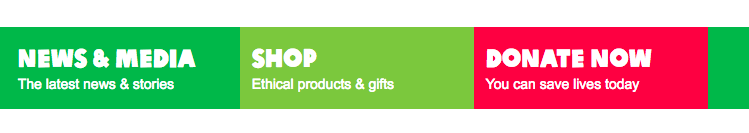 NEWS & MEDIA
The latest news & stories
SHOP
Ethical products & gifts
DONATE NOW
You can save lives today